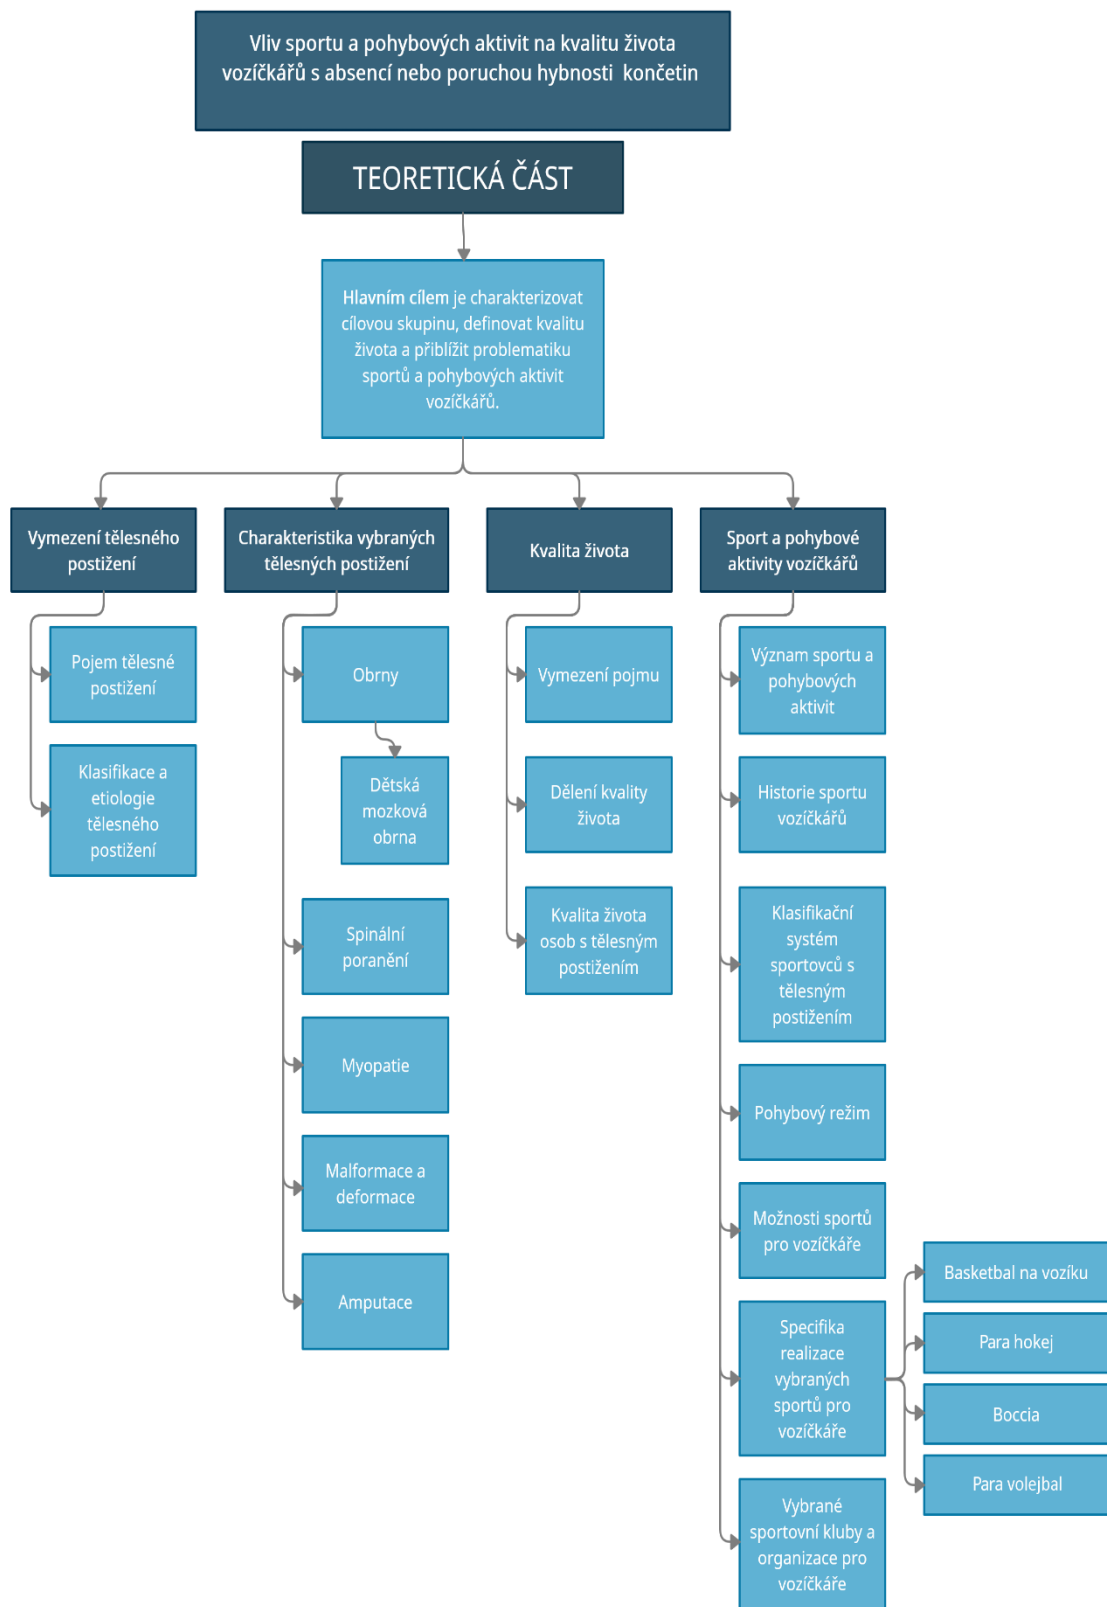 Vliv sportu a pohybových aktivit na kvalitu života
vozíčkářů s absencí nebo poruchou hybnosti končetin
TEORETICKÁ ČÁST
Hlavním cílem je charakterizovat
cílovou skupinu, definovat kvalitu
života a přiblížit problematiku
sportů a pohybových aktivit
vozíčkářů.
Vymezení tělesného
postižení
Pojem tělesné
postižení
Klasifikace a
etiologie
tělesného
postižení
Charakteristika vybraných
tělesných postižení
Obrny
Dětská
mozková
obrna
Spinální
poranění
Myopatie
Malformace a
deformace
Amputace
Kvalita života
Vymezení pojmu
Dělení kvality
života
Kvalita života
osob s tělesným
postižením
Sport a pohybové
aktivity vozíčkářů
Význam sportu a
pohybových
aktivit
Historie sportu
vozíčkářů
Klasifikační
systém
sportovců s
tělesným
postižením
Pohybový režim
Možnosti sportů
pro vozíčkáře
Specifika
realizace
vybraných
sportů pro
vozíčkáře
Basketbal na vozíku
Para hokej
Boccia
Para volejbal
Vybrané
sportovní kluby a
organizace pro
vozíčkáře